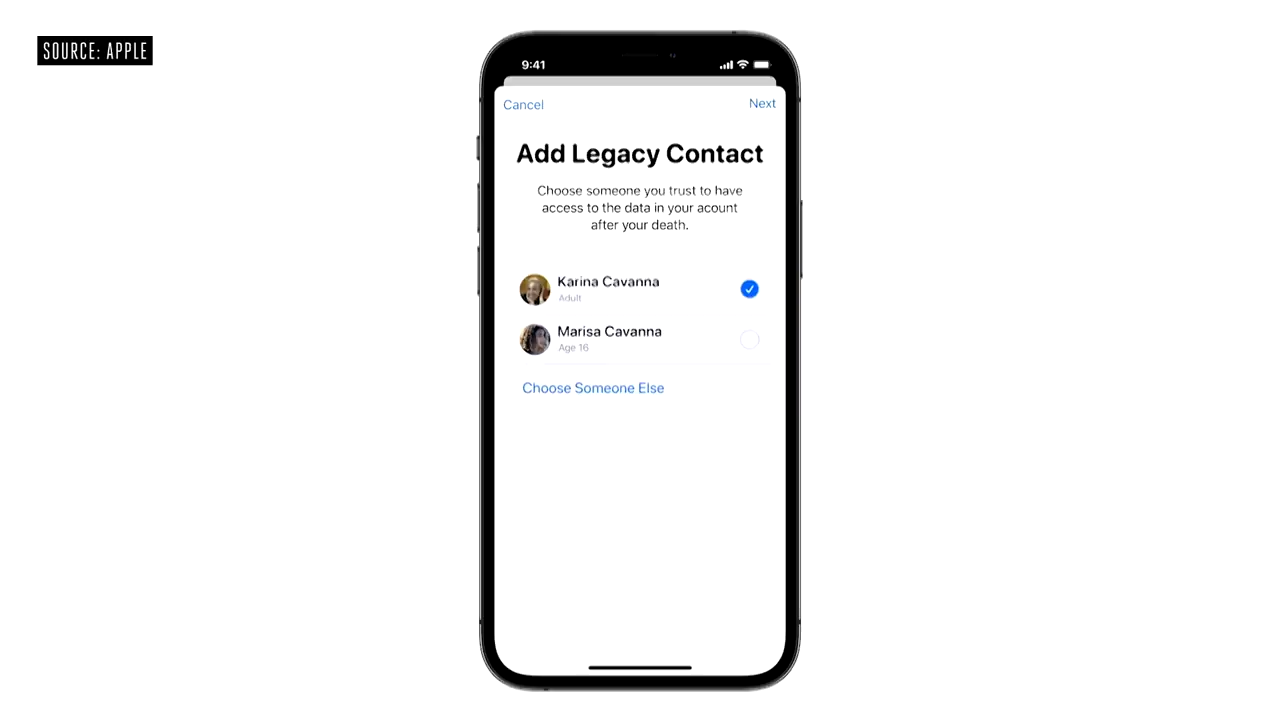 SOURCE: APPLE
9:41
Cancel
Next
Add Legacy Contact
Choose someone you trust to have
access to the data in your acount
after your death.
Karina Cavanna
Adult
Marisa Cavanna
Age 16
Choose Someone Else